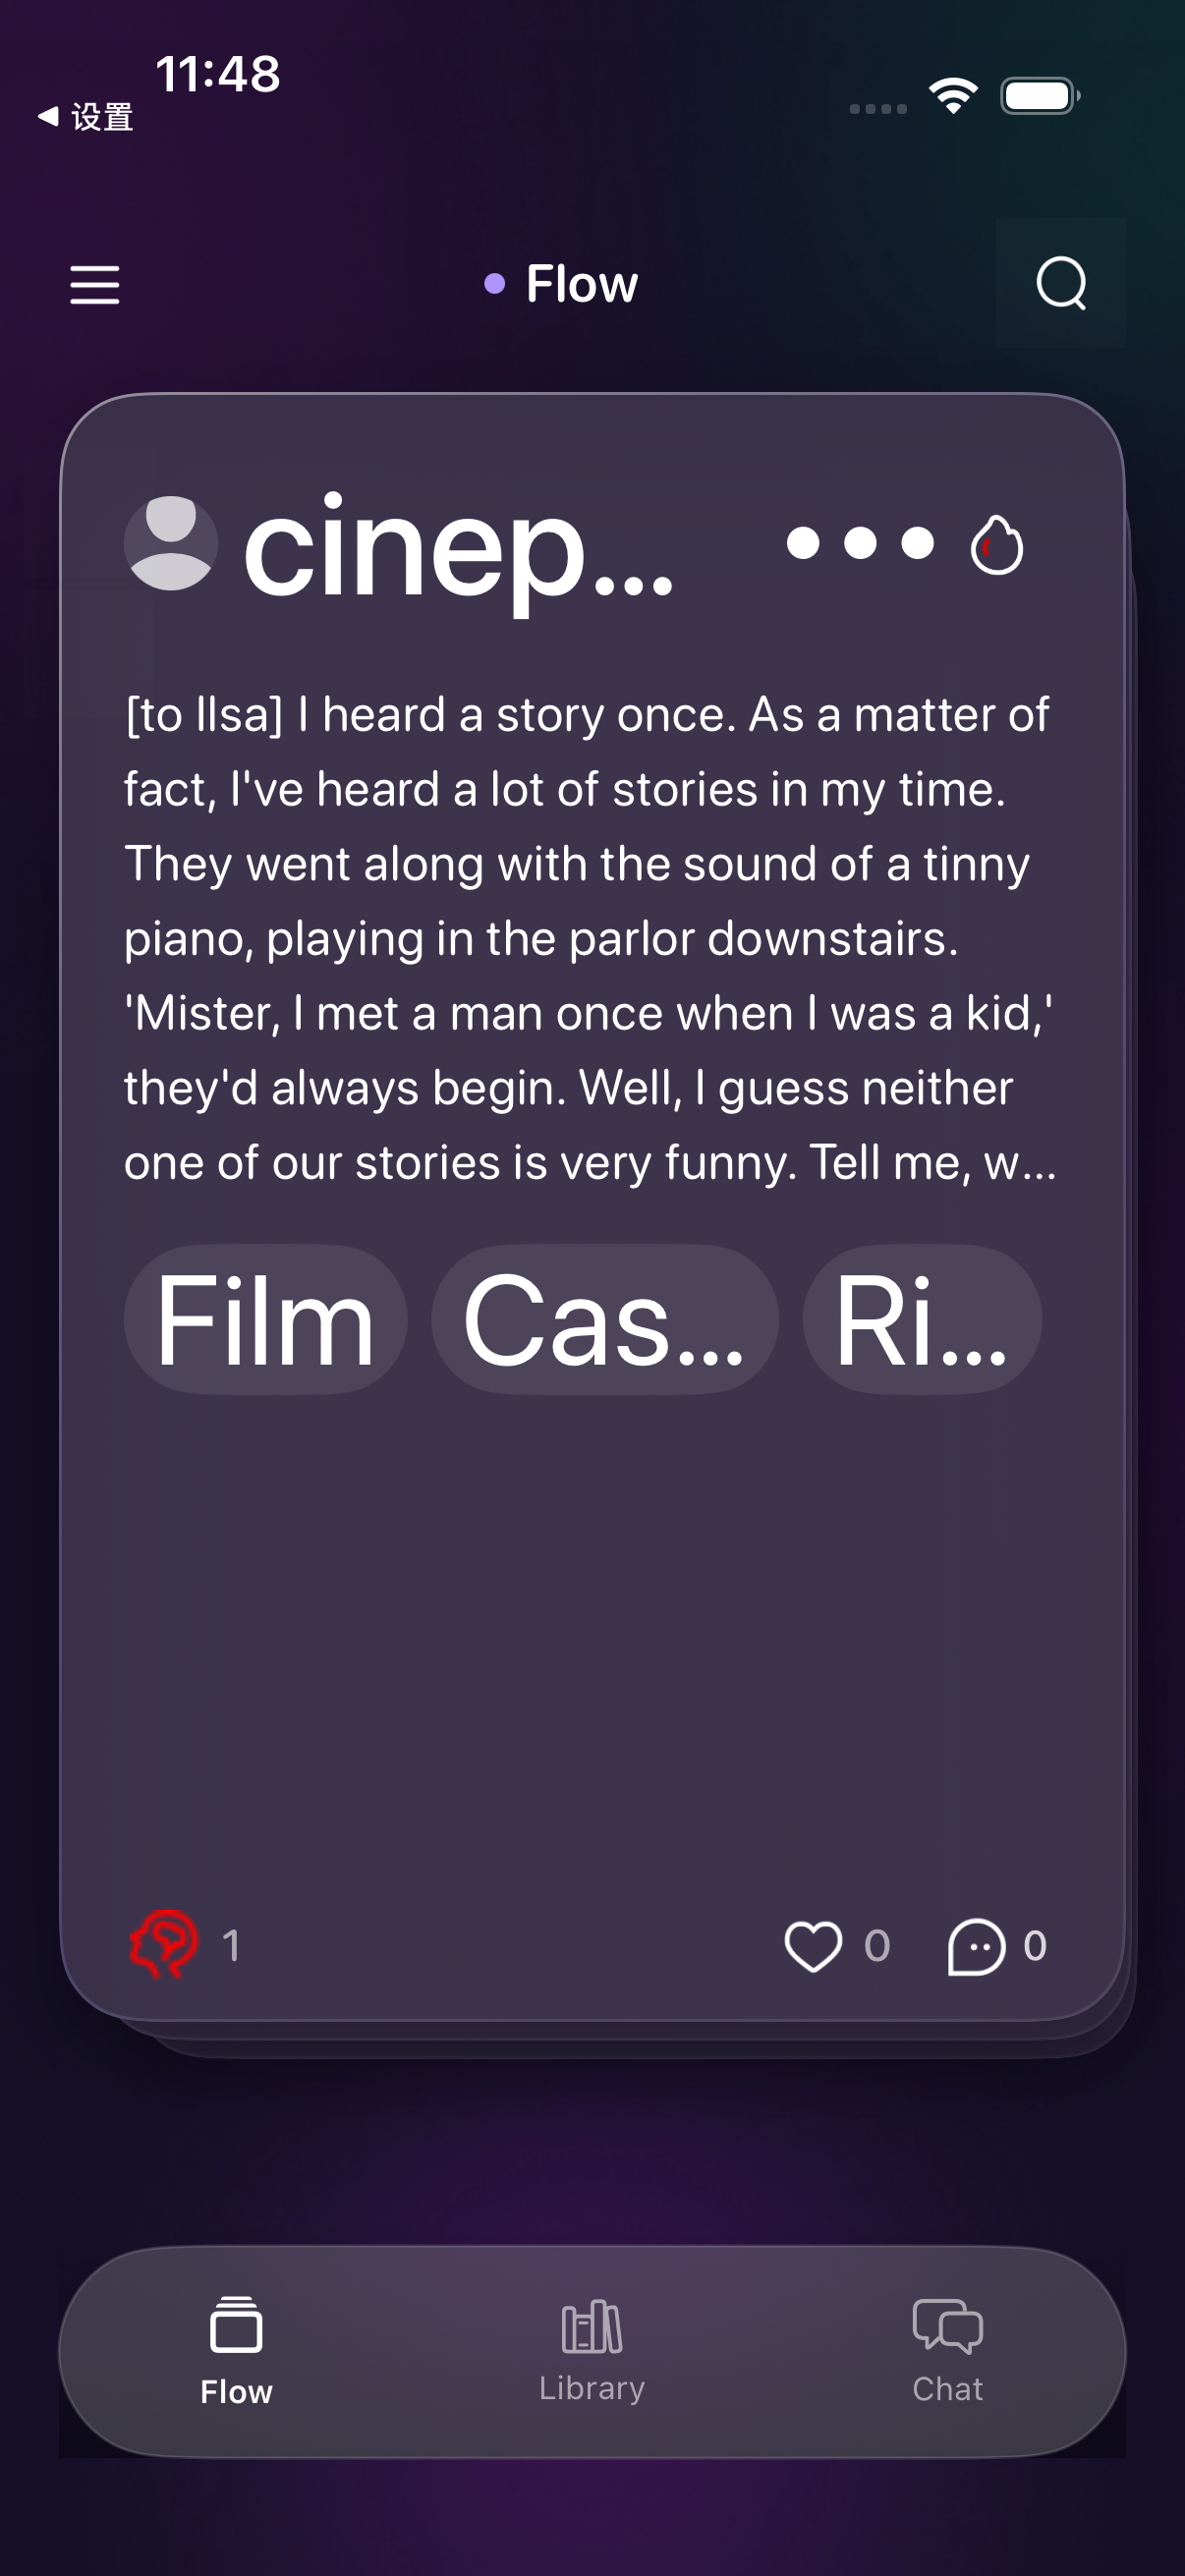 11:48
设置
Flow
cinep...
[to Ilsa] I heard a story once. As a matter of
fact, I've heard a lot of stories in my time.
They went along with the sound of a tinny
piano, playing in the parlor downstairs.
'Mister, I met a man once when I was a kid,'
they'd always begin. Well, I guess neither
one of our stories is very funny. Tell me, w...
Film Cas... Ri...
1 0 0
Flow Library Chat